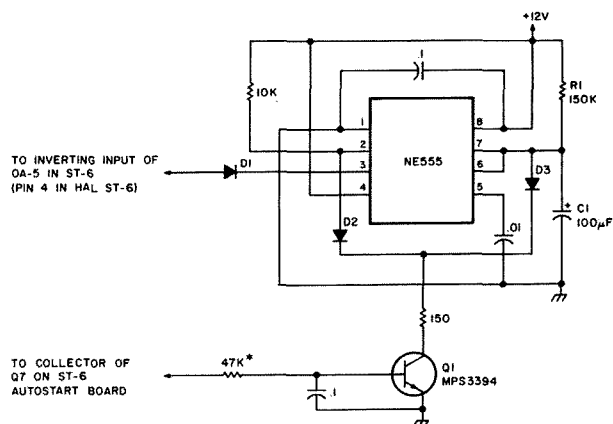 +12V
.1
10K
R1
150K
1
8
2
7
3
6
4
5
NE555
TO INVERTING INPUT OF
OA-5 IN ST-6
(PIN 4 IN HAL ST-6)
D1
D2
D3
.01
+
C1
100µF
150
TO COLLECTOR OF
Q7 ON ST-6
AUTOSTART BOARD
47K*
.1
Q1
MPS3394